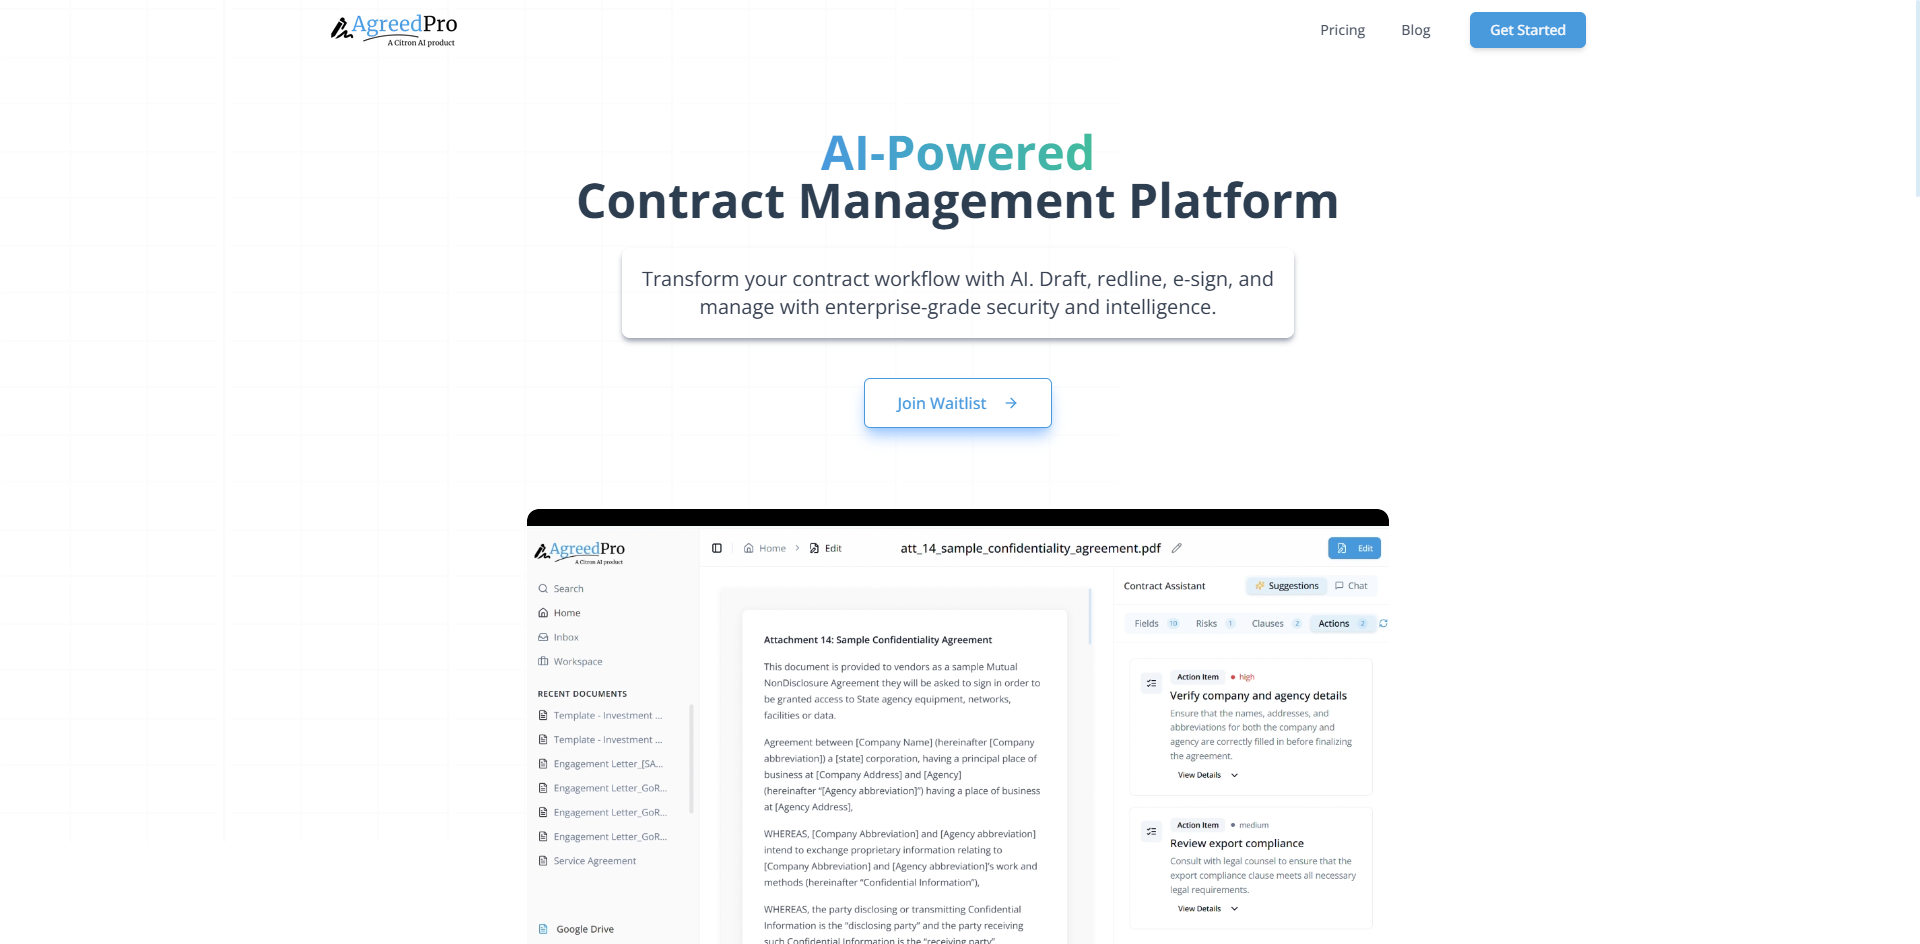 AgreedPro
A Citron AI product
Pricing
Blog
Get Started
AI-Powered
Contract Management Platform
Transform your contract workflow with AI. Draft, redline, e-sign, and
manage with enterprise-grade security and intelligence.
Join Waitlist
AgreedPro
A Citron AI product
Search
Home
Inbox
Workspace
RECENT DOCUMENTS
Template - Investment ...
Template - Investment ...
Engagement Letter_[SA...
Engagement Letter_GoR...
Engagement Letter_GoR...
Engagement Letter_GoR...
Service Agreement
Google Drive
Home
Edit
att_14_sample_confidentiality_agreement.pdf
Edit
Attachment 14: Sample Confidentiality Agreement
This document is provided to vendors as a sample Mutual
NonDisclosure Agreement they will be asked to sign in order to
be granted access to State agency equipment, networks,
facilities or data.
Agreement between [Company Name] (hereinafter [Company
abbreviation]) a [state] corporation, having a principal place of
business at [Company Address] and [Agency]
(hereinafter “[Agency abbreviation]”) having a place of business
at [Agency Address],
WHEREAS, [Company Abbreviation] and [Agency abbreviation]
intend to exchange proprietary information relating to
[Company Abbreviation] and [Agency abbreviation]'s work and
methods (hereinafter “Confidential Information”),
WHEREAS, the party disclosing or transmitting Confidential
Information is the “disclosing party” and the party receiving
such Confidential Information is the “receiving party”
Contract Assistant
Suggestions
Chat
Fields 10
Risks 1
Clauses 2
Actions 2
Action Item
high
Verify company and agency details
Ensure that the names, addresses, and
abbreviations for both the company and
agency are correctly filled in before finalizing
the agreement.
View Details
Action Item
medium
Review export compliance
Consult with legal counsel to ensure that the
export compliance clause meets all necessary
legal requirements.
View Details